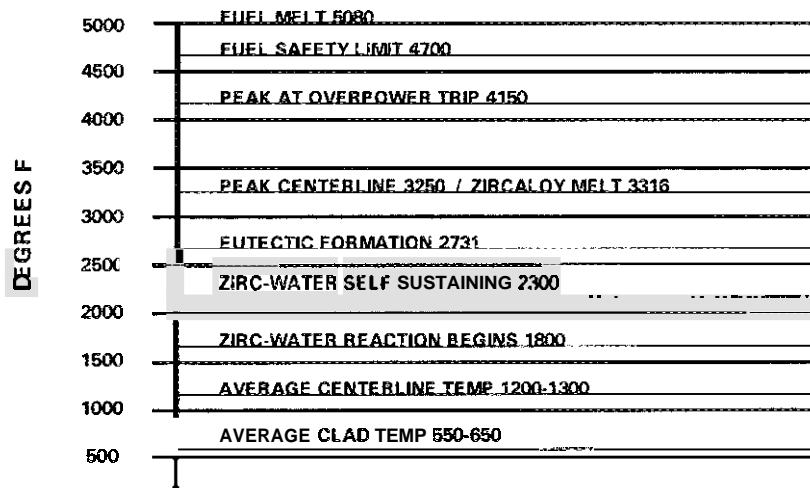 5000 FUEL MELT 5080
FUEL SAFETY LIMIT 4700
4500
PEAK AT OVERPOWER TRIP 4150
4000
3500
PEAK CENTERLINE 3250 / ZIRCALOY MELT 3316
3000
EUTECTIC FORMATION 2731
2500
ZIRC-WATER SELF SUSTAINING 2300
2000
ZIRC-WATER REACTION BEGINS 1800
1500
AVERAGE CENTERLINE TEMP 1200-1300
1000
AVERAGE CLAD TEMP 550-650
500
DEGREES F